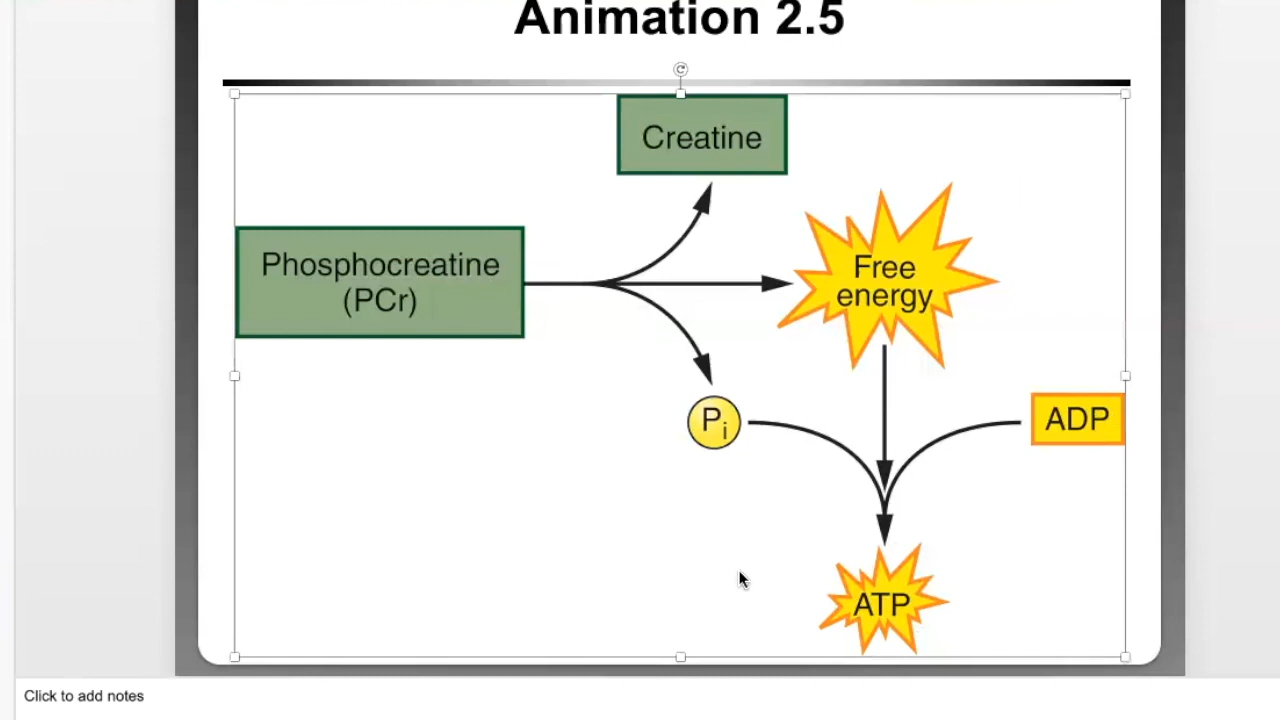 Animation 2.5
Creatine
Phosphocreatine
(PCr)
Free
energy
Pi
ADP
ATP
Click to add notes